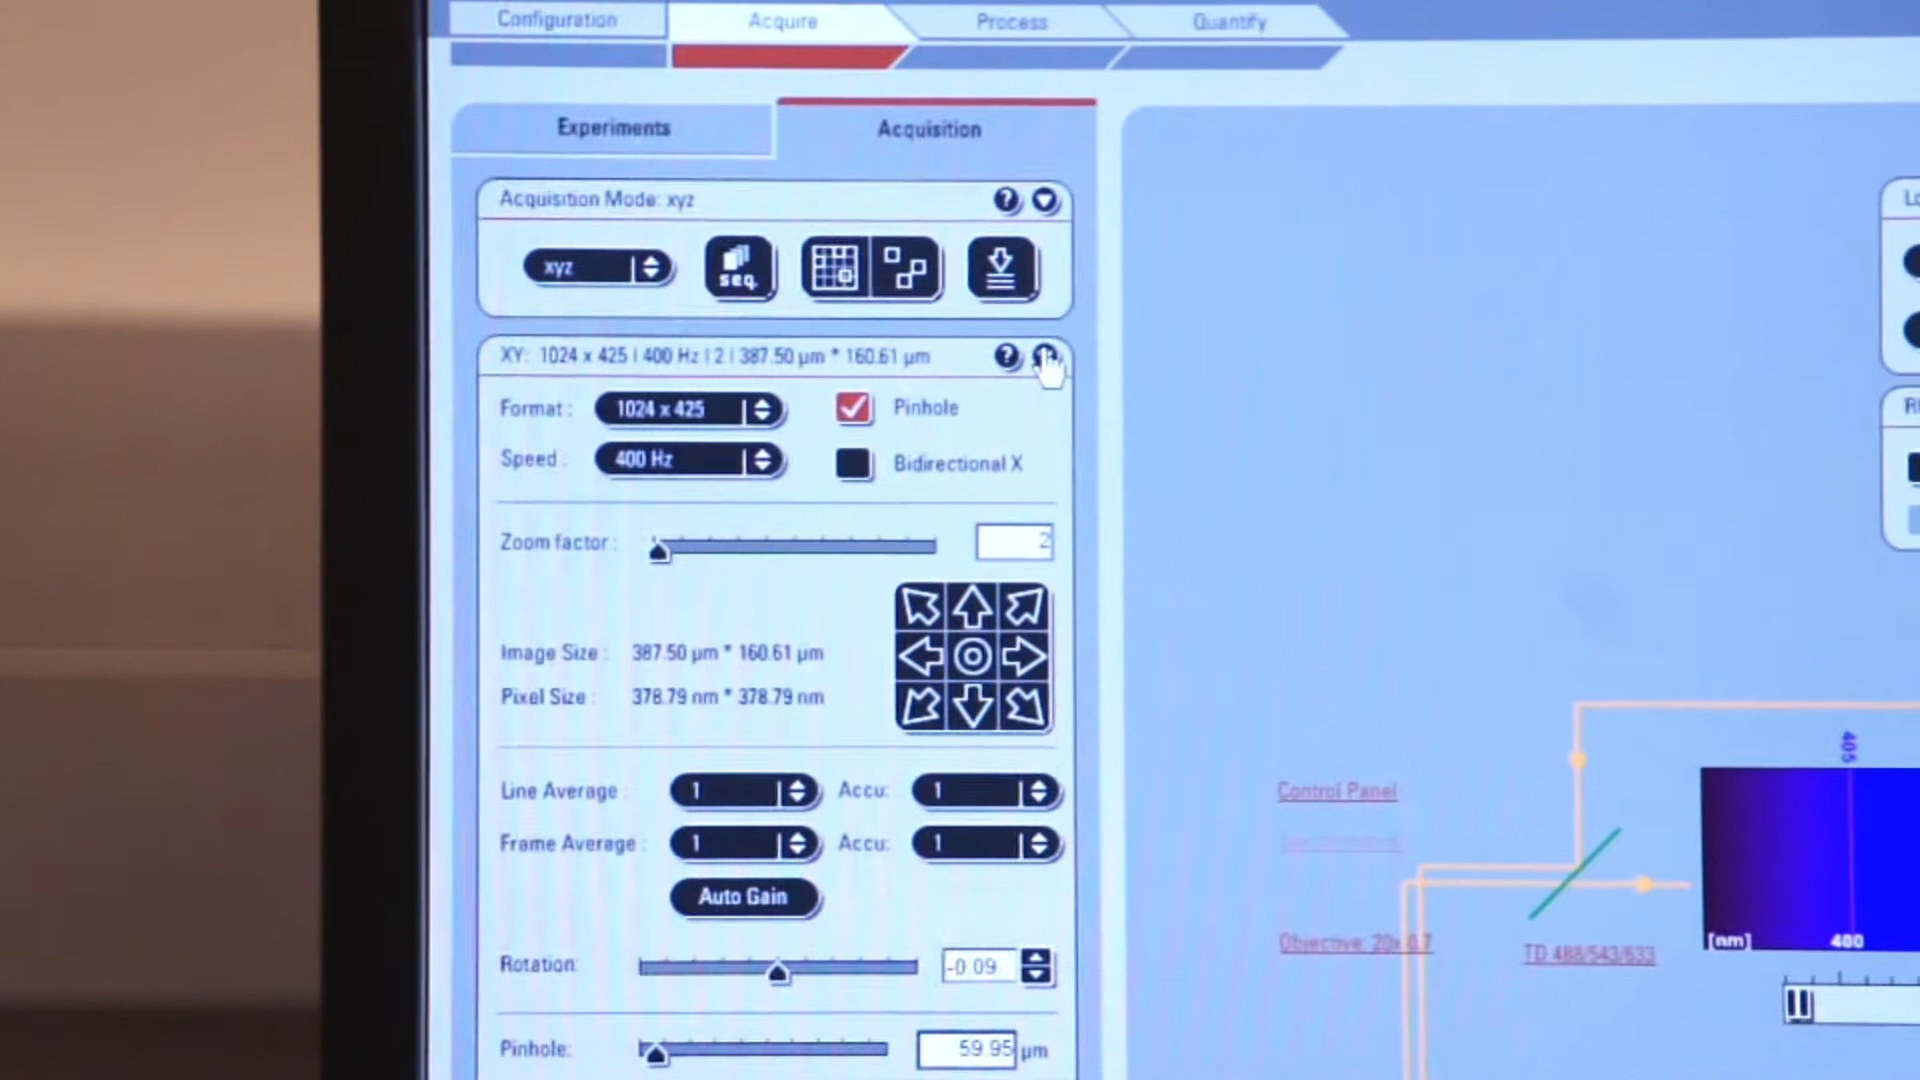 Configuration Acquire Process Quantify
Experiments Acquisition
Acquisition Mode: xyz ?
xyz seq.
XY: 1024 x 425 | 400 Hz | 2 | 387.50 µm * 160.61 µm ?
Format: 1024 x 425 Pinhole
Speed: 400 Hz Bidirectional X
Zoom factor: 2
Image Size: 387.50 µm * 160.61 µm
Pixel Size: 378.79 nm * 378.79 nm
405
Control Panel
Line Average: 1 Accu: 1
Frame Average: 1 Accu: 1
Auto Gain
[nm] 400
Objective: 20x 0.7 TD 488/543/633
Rotation: -0.09
Pinhole: 59.95 µm